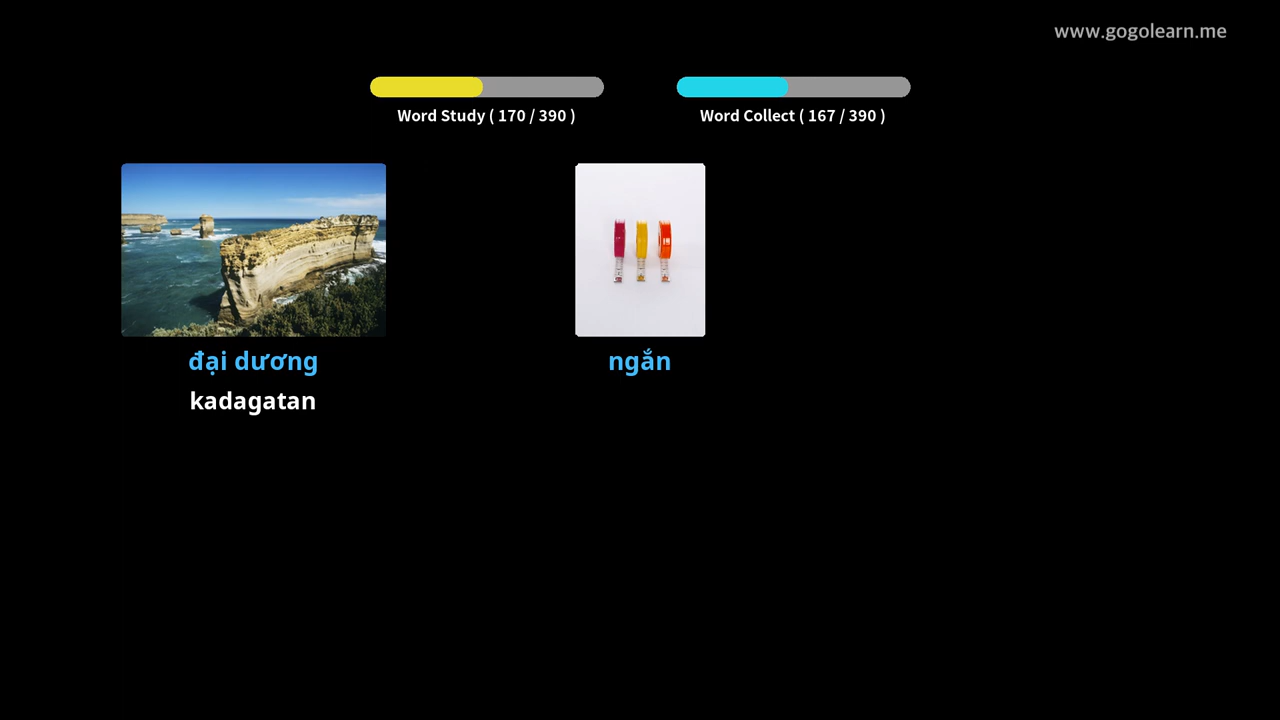 www.gogolearn.me
Word Study ( 170 / 390 )
Word Collect ( 167 / 390 )
đại dương
kadagatan
ngắn